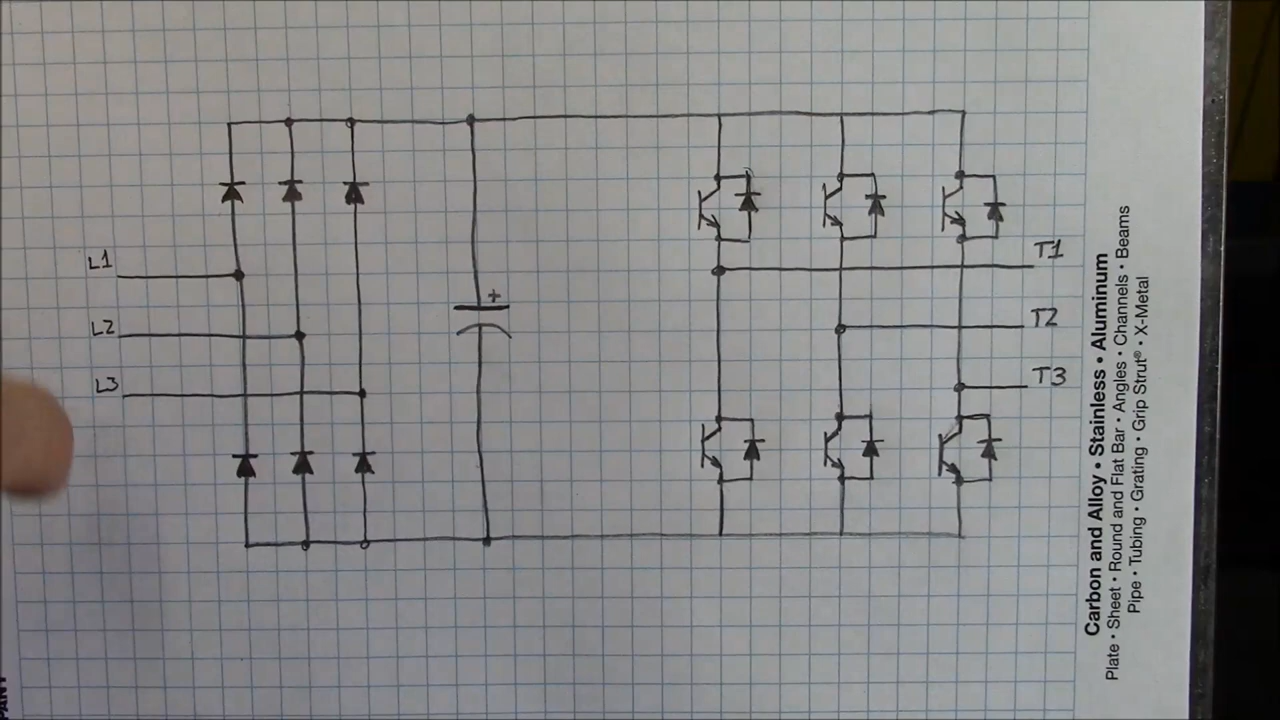 L1
L2
L3
+
T1
T2
T3
Carbon and Alloy • Stainless • Aluminum
Plate • Sheet • Round and Flat Bar • Angles • Channels • Beams
Pipe • Tubing • Grating • Grip Strut® • X-Metal